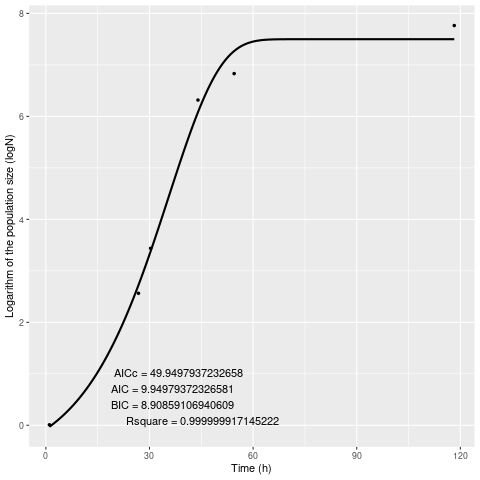 8
6
4
2
0
Logarithm of the population size (logN)
AICc = 49.9497937232658
AIC = 9.94979372326581
BIC = 8.90859106940609
Rsquare = 0.999999917145222
0 30 60 90 120
Time (h)